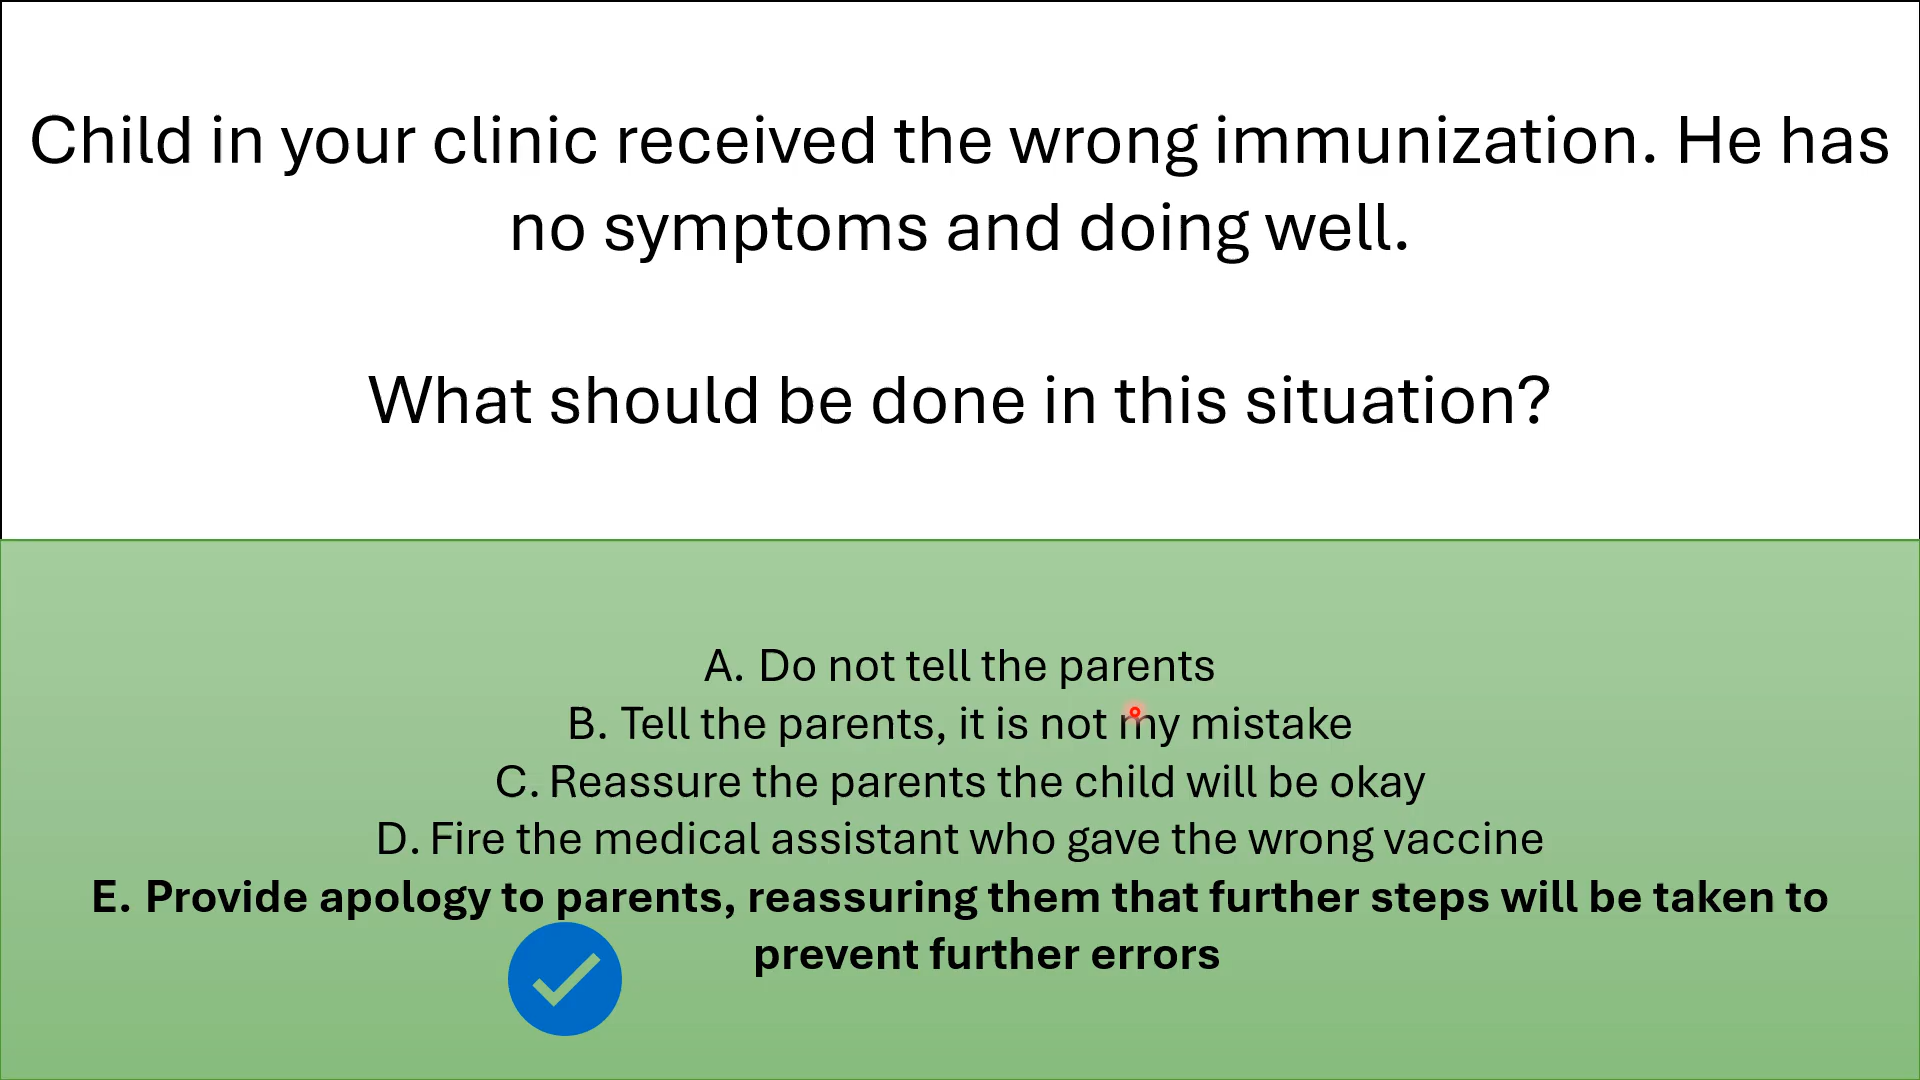 Child in your clinic received the wrong immunization. He has
no symptoms and doing well.
What should be done in this situation?
A. Do not tell the parents
B. Tell the parents, it is not my mistake
C. Reassure the parents the child will be okay
D. Fire the medical assistant who gave the wrong vaccine
E. Provide apology to parents, reassuring them that further steps will be taken to
prevent further errors